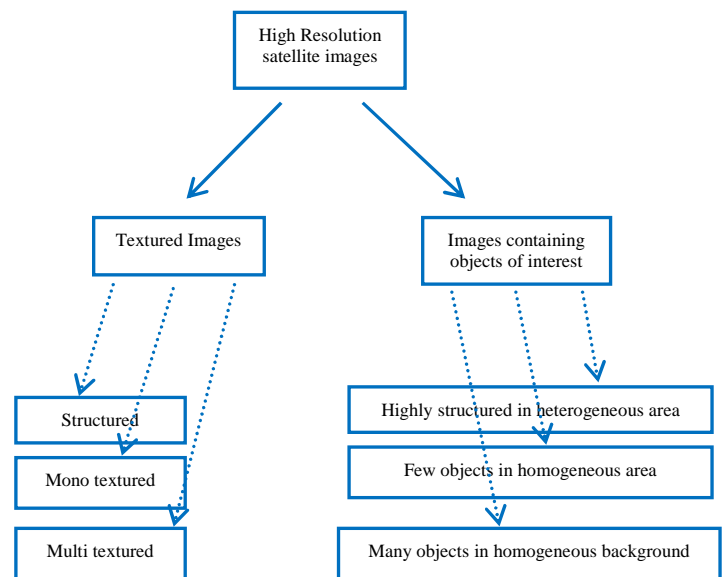 High Resolution
satellite images
Textured Images
Images containing
objects of interest
Structured
Mono textured
Multi textured
Highly structured in heterogeneous area
Few objects in homogeneous area
Many objects in homogeneous background